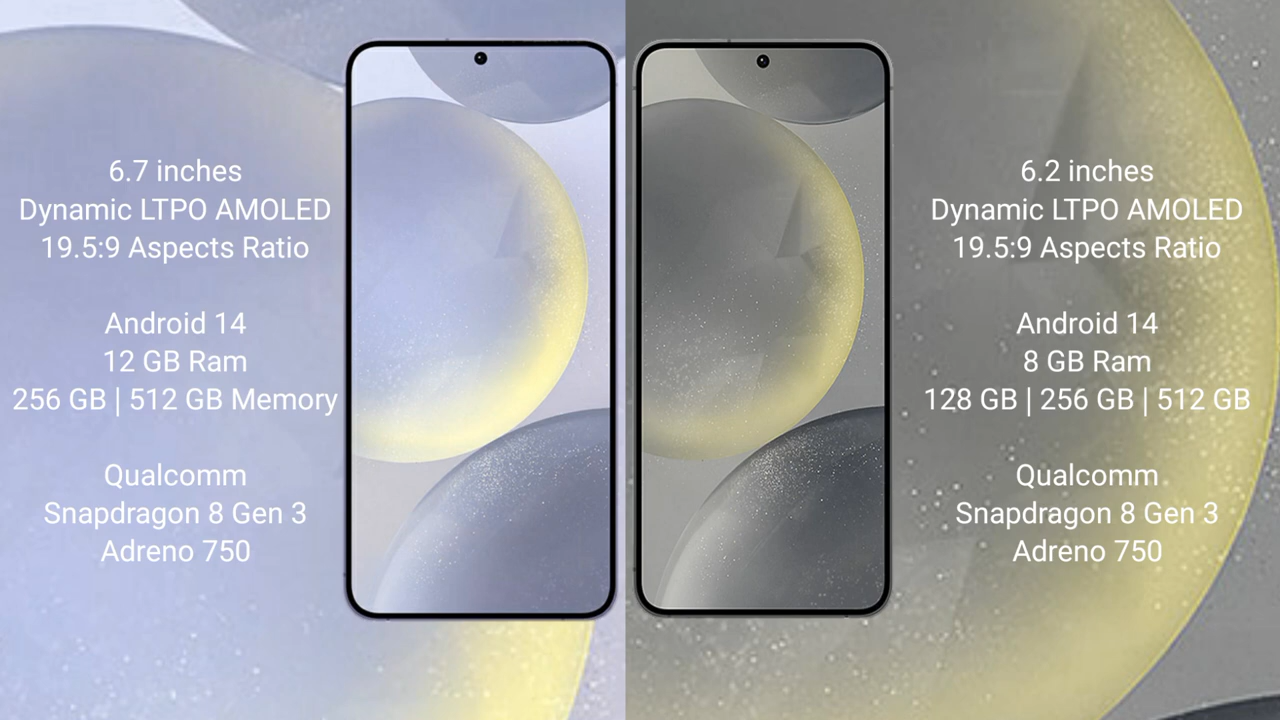 6.7 inches
Dynamic LTPO AMOLED
19.5:9 Aspects Ratio
Android 14
12 GB Ram
256 GB | 512 GB Memory
Qualcomm
Snapdragon 8 Gen 3
Adreno 750
6.2 inches
Dynamic LTPO AMOLED
19.5:9 Aspects Ratio
Android 14
8 GB Ram
128 GB | 256 GB | 512 GB
Qualcomm
Snapdragon 8 Gen 3
Adreno 750